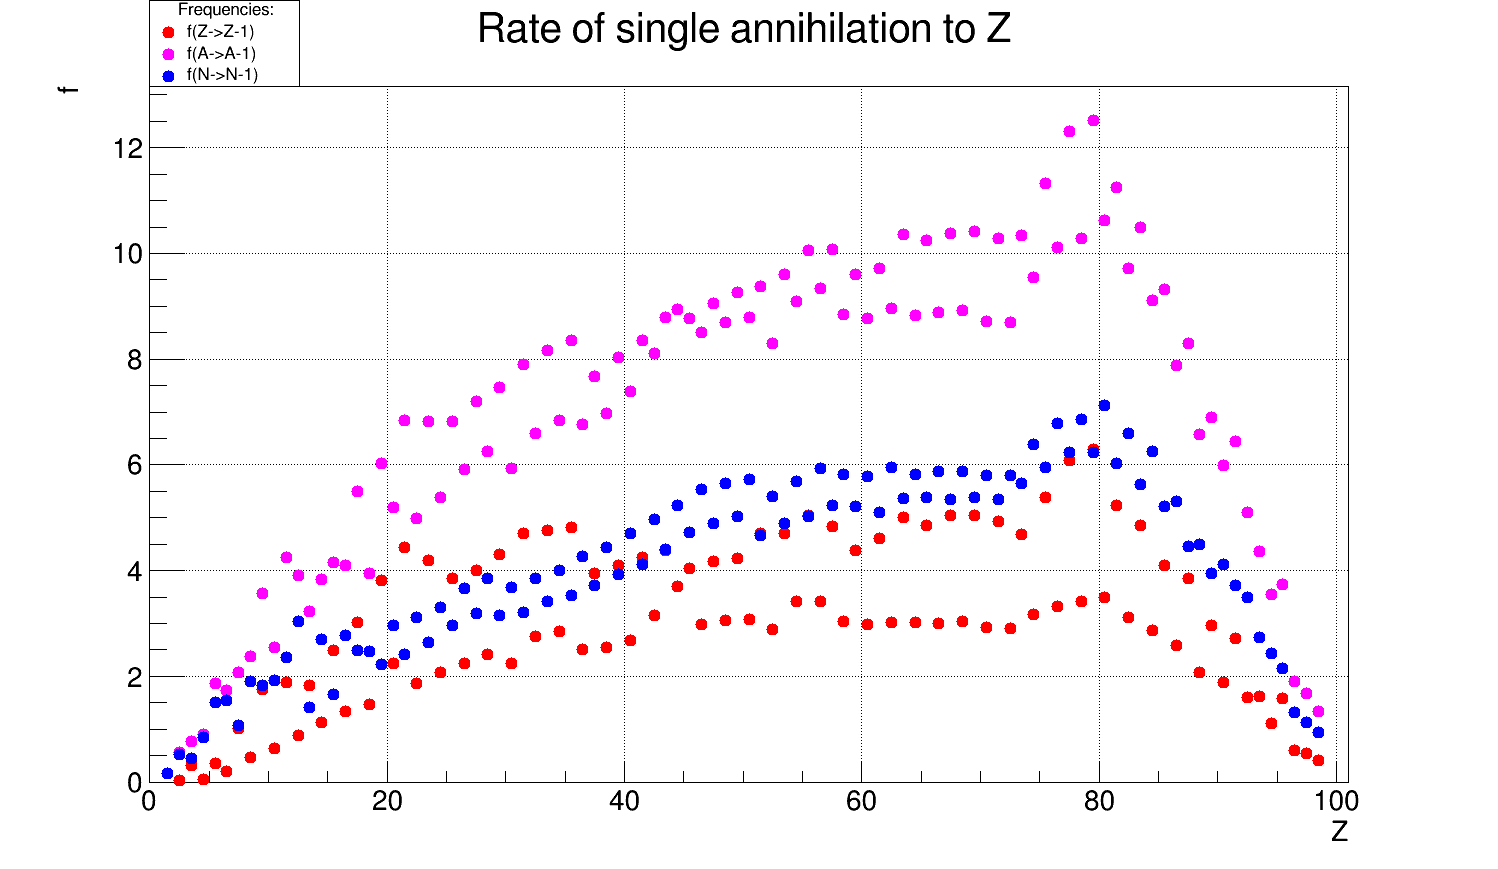 Frequencies:
f(Z->Z-1)
f(A->A-1)
f(N->N-1)
Rate of single annihilation to Z
f
12
10
8
6
4
2
0
0 20 40 60 80 100
Z